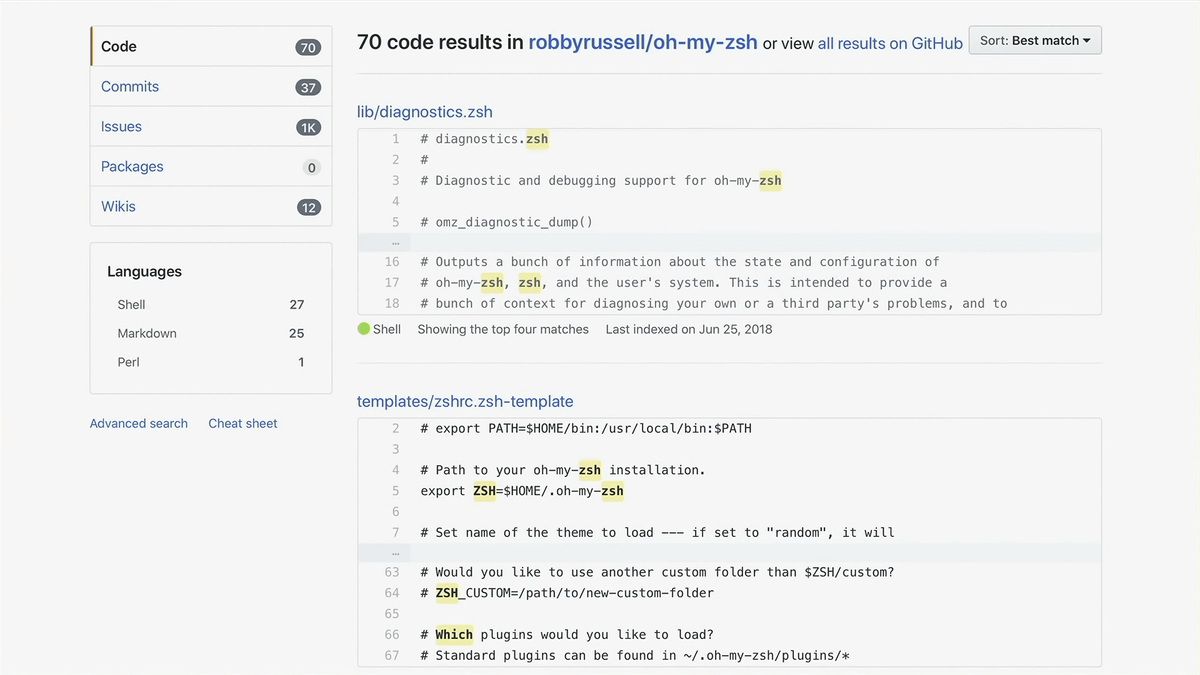 Code 70
Commits 37
Issues 1K
Packages 0
Wikis 12
Languages
Shell 27
Markdown 25
Perl 1
Advanced search Cheat sheet
70 code results in robbyrussell/oh-my-zsh or view all results on GitHub
Sort: Best match
lib/diagnostics.zsh
1 # diagnostics.zsh
2 #
3 # Diagnostic and debugging support for oh-my-zsh
4
5 # omz_diagnostic_dump()
…
16 # Outputs a bunch of information about the state and configuration of
17 # oh-my-zsh, zsh, and the user's system. This is intended to provide a
18 # bunch of context for diagnosing your own or a third party's problems, and to
Shell Showing the top four matches Last indexed on Jun 25, 2018
templates/zshrc.zsh-template
2 # export PATH=$HOME/bin:/usr/local/bin:$PATH
3
4 # Path to your oh-my-zsh installation.
5 export ZSH=$HOME/.oh-my-zsh
6
7 # Set name of the theme to load --- if set to "random", it will
…
63 # Would you like to use another custom folder than $ZSH/custom?
64 # ZSH_CUSTOM=/path/to/new-custom-folder
65
66 # Which plugins would you like to load?
67 # Standard plugins can be found in ~/.oh-my-zsh/plugins/*